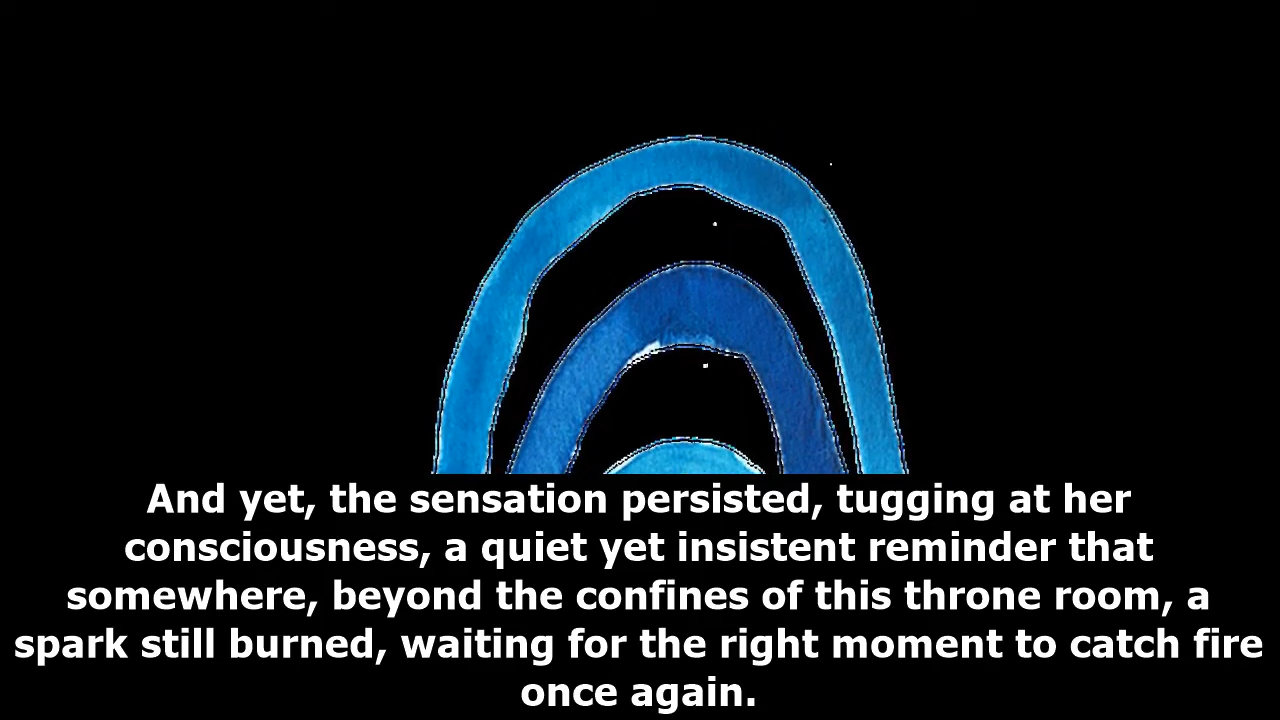 And yet, the sensation persisted, tugging at her
consciousness, a quiet yet insistent reminder that
somewhere, beyond the confines of this throne room, a
spark still burned, waiting for the right moment to catch fire
once again.